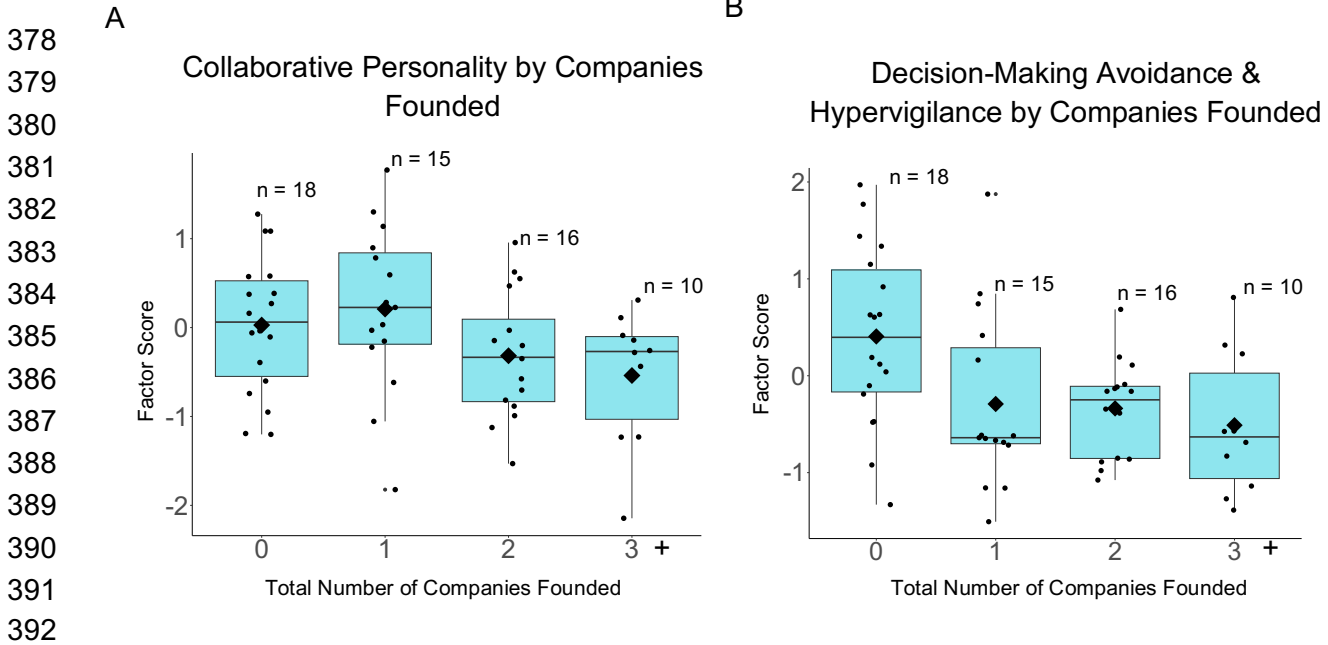 378
379
380
381
382
383
384
385
386
387
388
389
390
391
392
A
Collaborative Personality by Companies
Founded
Factor Score
1
0
-1
-2
n = 18
n = 15
n = 16
n = 10
0
1
2
3 +
Total Number of Companies Founded
B
Decision-Making Avoidance &
Hypervigilance by Companies Founded
Factor Score
2
1
0
-1
n = 18
n = 15
n = 16
n = 10
0
1
2
3 +
Total Number of Companies Founded